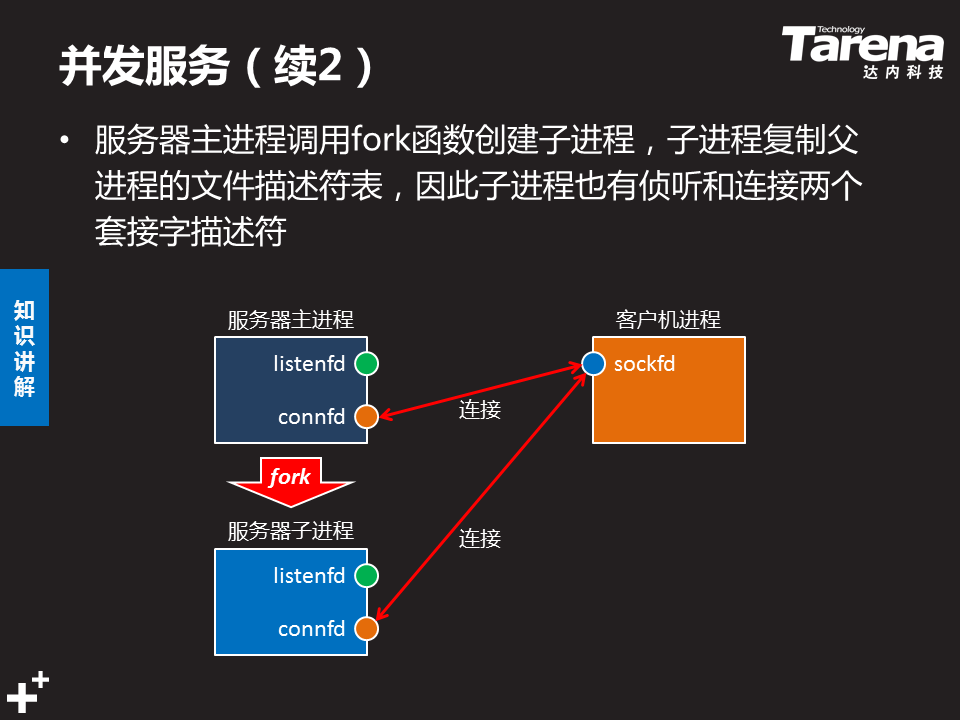 并发服务（续2）
Technology
Tarena
达内科技
• 服务器主进程调用fork函数创建子进程，子进程复制父
进程的文件描述符表，因此子进程也有侦听和连接两个
套接字描述符
知识讲解
服务器主进程
客户机进程
listenfd
sockfd
connfd
连接
fork
服务器子进程
连接
listenfd
connfd